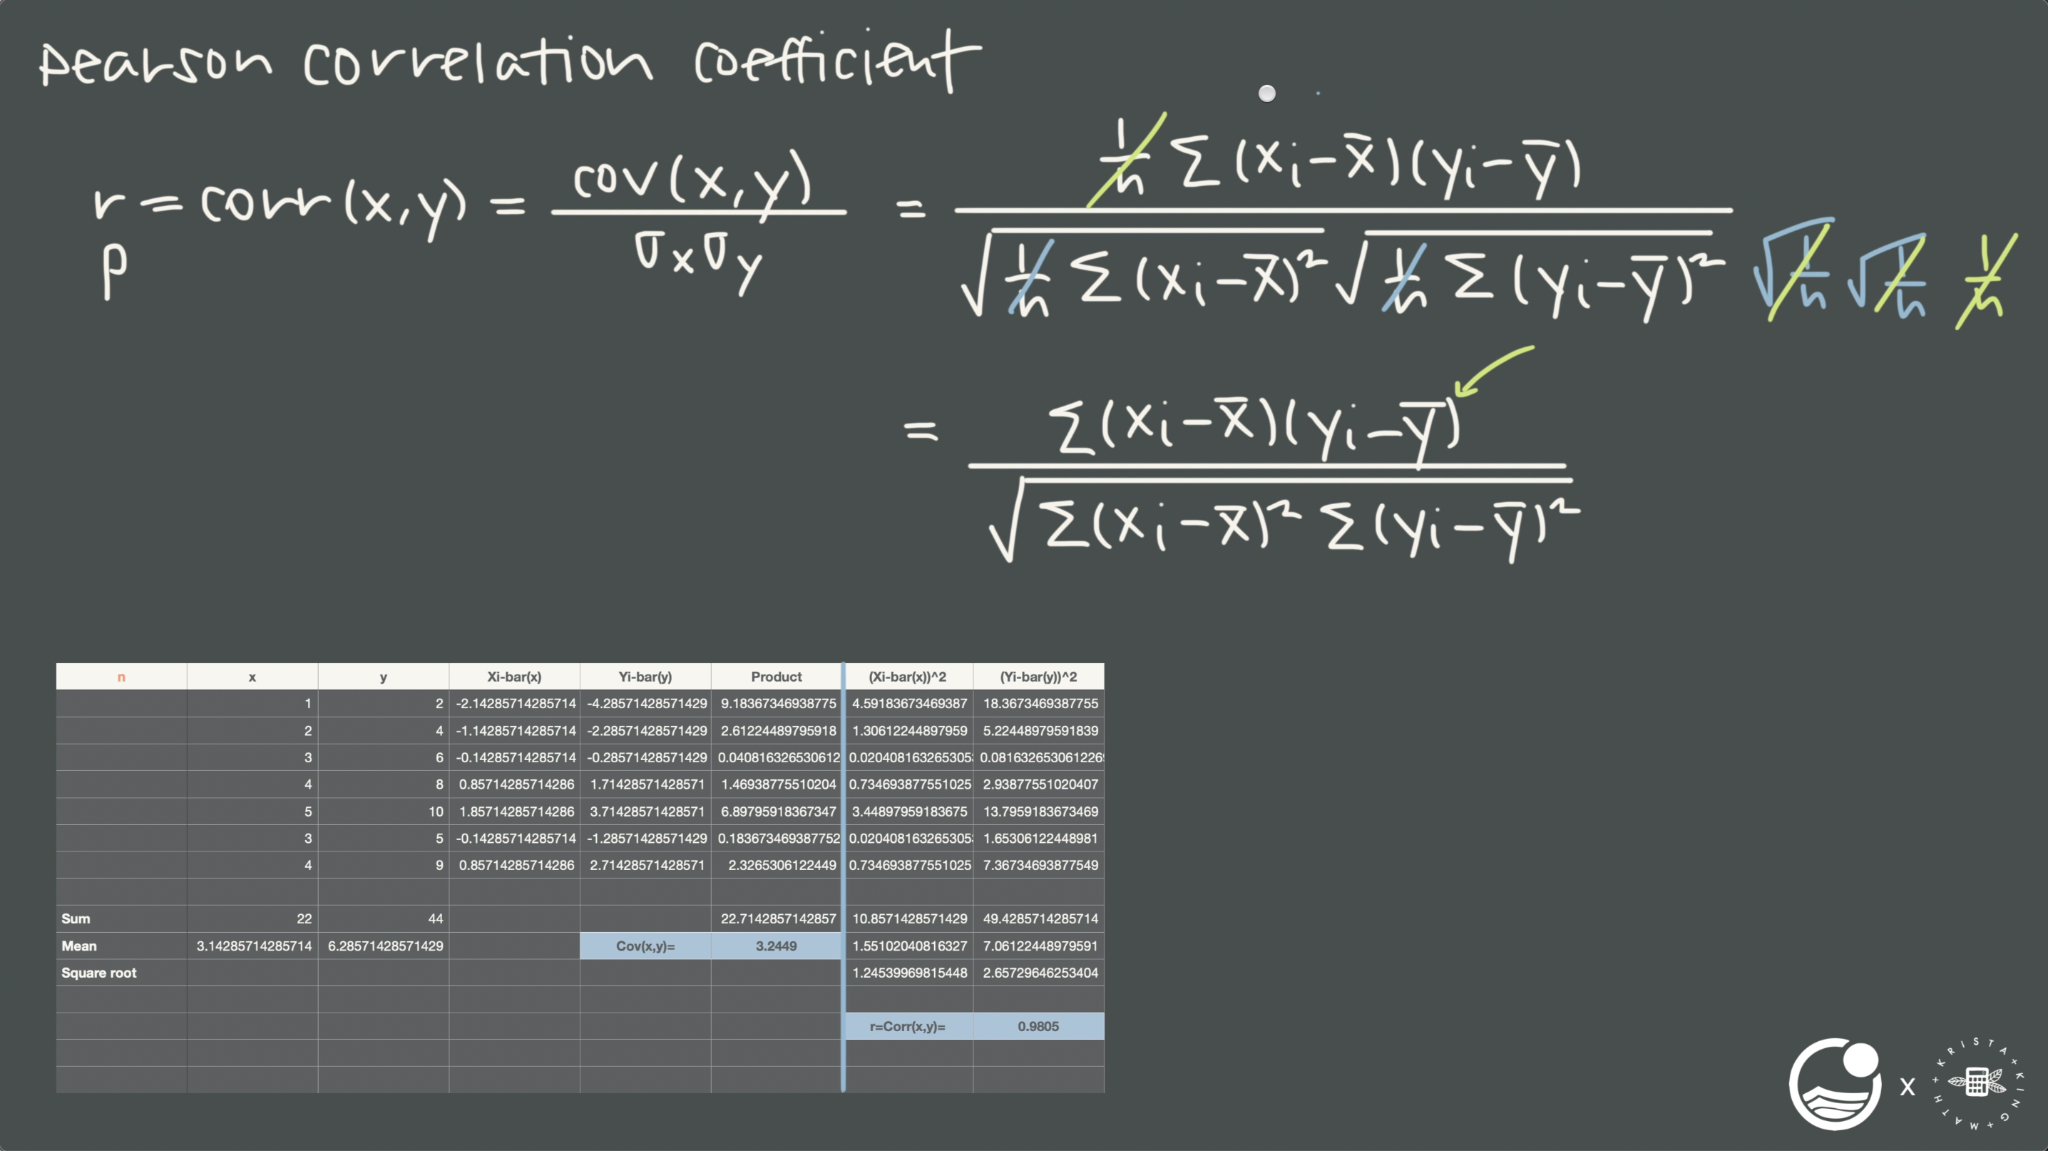 pearson correlation coefficient
r = corr(x,y) = cov(x,y) / σxσy = 1/n Σ(xi-x̄)(yi-ȳ) / √(1/n Σ(xi-x̄)²) √(1/n Σ(yi-ȳ)²) √1/n √1/n 1/n
ρ
= Σ(xi-x̄)(yi-ȳ) / √(Σ(xi-x̄)² Σ(yi-ȳ)²)
n x y Xi-bar(x) Yi-bar(y) Product (Xi-bar(x))^2 (Yi-bar(y))^2
1 2 -2.14285714285714 -4.28571428571429 9.18367346938775 4.59183673469387 18.3673469387755
2 4 -1.14285714285714 -2.28571428571429 2.61224489795918 1.30612244897959 5.22448979591839
3 6 -0.14285714285714 -0.28571428571429 0.040816326530612 0.020408163265305 0.081632653061226
4 8 0.85714285714286 1.71428571428571 1.46938775510204 0.734693877551025 2.93877551020407
5 10 1.85714285714286 3.71428571428571 6.89795918367347 3.44897959183675 13.7959183673469
3 5 -0.14285714285714 -1.28571428571429 0.183673469387752 0.020408163265305 1.65306122448981
4 9 0.85714285714286 2.71428571428571 2.3265306122449 0.734693877551025 7.36734693877549
Sum 22 44 22.7142857142857 10.8571428571429 49.4285714285714
Mean 3.14285714285714 6.28571428571429 Cov(x,y)= 3.2449 1.55102040816327 7.06122448979591
Square root 1.24539969815448 2.65729646253404
r=Corr(x,y)= 0.9805
x
KRISTA + KING + MATH +